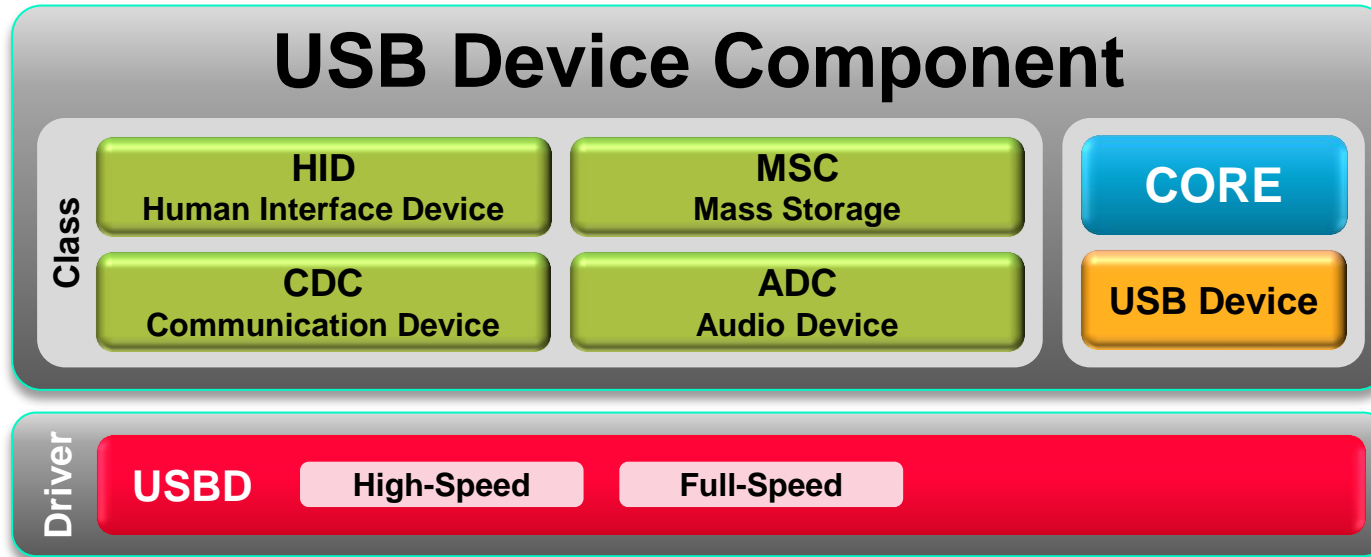 USB Device Component
Class
HID
Human Interface Device
MSC
Mass Storage
CDC
Communication Device
ADC
Audio Device
CORE
USB Device
Driver
USBD
High-Speed
Full-Speed